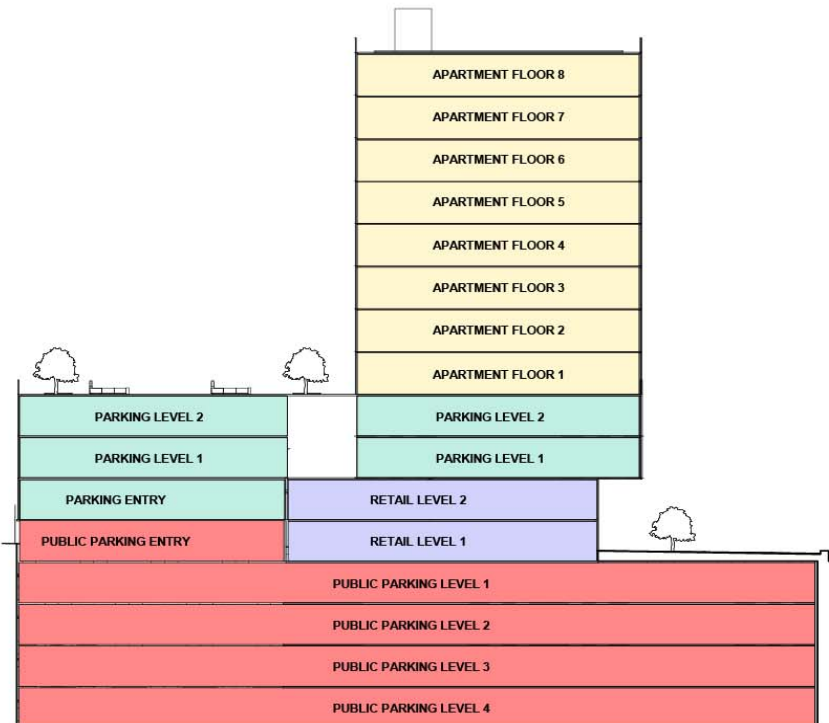 APARTMENT FLOOR 8
APARTMENT FLOOR 7
APARTMENT FLOOR 6
APARTMENT FLOOR 5
APARTMENT FLOOR 4
APARTMENT FLOOR 3
APARTMENT FLOOR 2
APARTMENT FLOOR 1
PARKING LEVEL 2 PARKING LEVEL 2
PARKING LEVEL 1 PARKING LEVEL 1
PARKING ENTRY RETAIL LEVEL 2
PUBLIC PARKING ENTRY RETAIL LEVEL 1
PUBLIC PARKING LEVEL 1
PUBLIC PARKING LEVEL 2
PUBLIC PARKING LEVEL 3
PUBLIC PARKING LEVEL 4